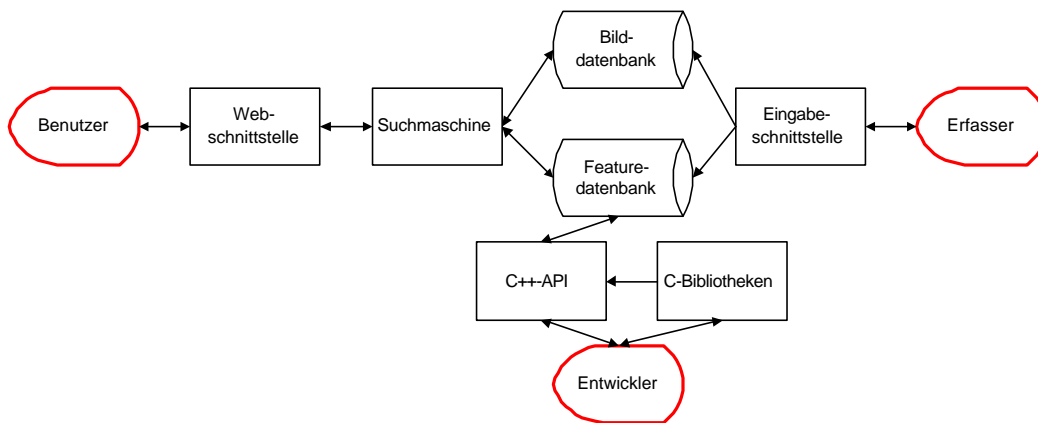 Bild-
datenbank
Benutzer
Web-
schnittstelle
Suchmaschine
Eingabe-
schnittstelle
Erfasser
Feature-
datenbank
C++-API
C-Bibliotheken
Entwickler